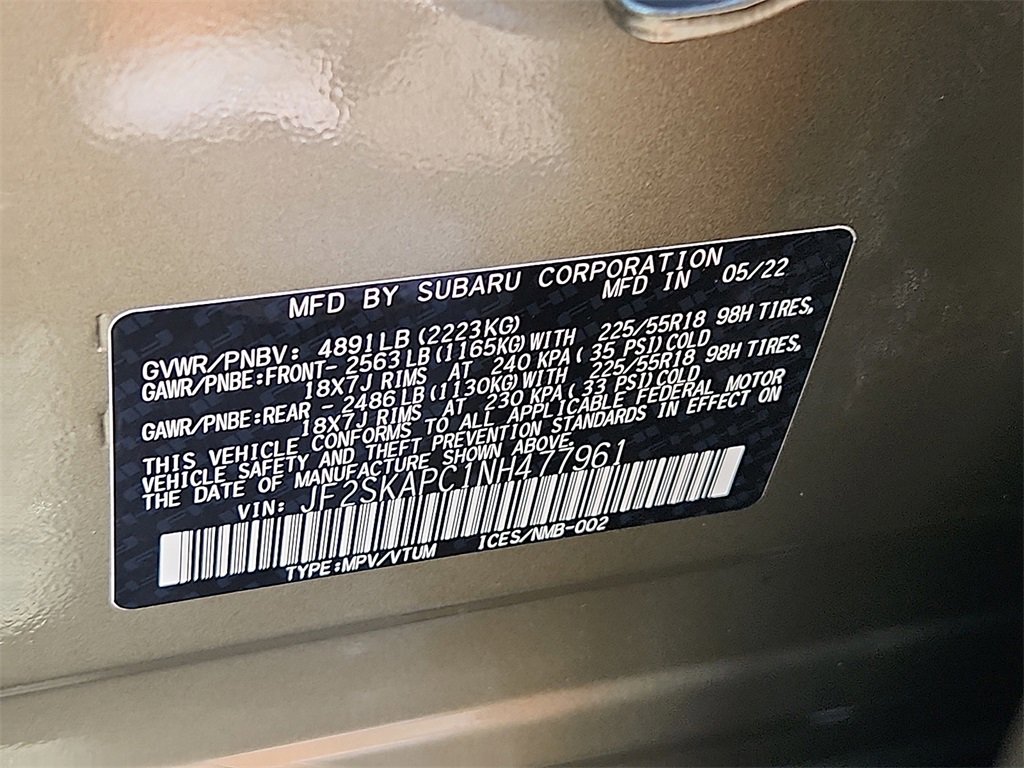 MFD BY SUBARU CORPORATION
MFD IN 05/22
GVWR/PNBV: 4891LB(2223KG)
GAWR/PNBE:FRONT- 2563LB(1165KG)WITH 225/55R18 98H TIRES,
18X7J RIMS AT 240 KPA(35 PSI)COLD
GAWR/PNBE:REAR - 2486LB(1130KG)WITH 225/55R18 98H TIRES,
18X7J RIMS AT 230 KPA(33 PSI)COLD
THIS VEHICLE CONFORMS TO ALL APPLICABLE FEDERAL MOTOR
VEHICLE SAFETY AND THEFT PREVENTION STANDARDS IN EFFECT ON
THE DATE OF MANUFACTURE SHOWN ABOVE.
VIN: JF2SKAPC1NH477961
TYPE:MPV/VTUM ICES/NMB-002